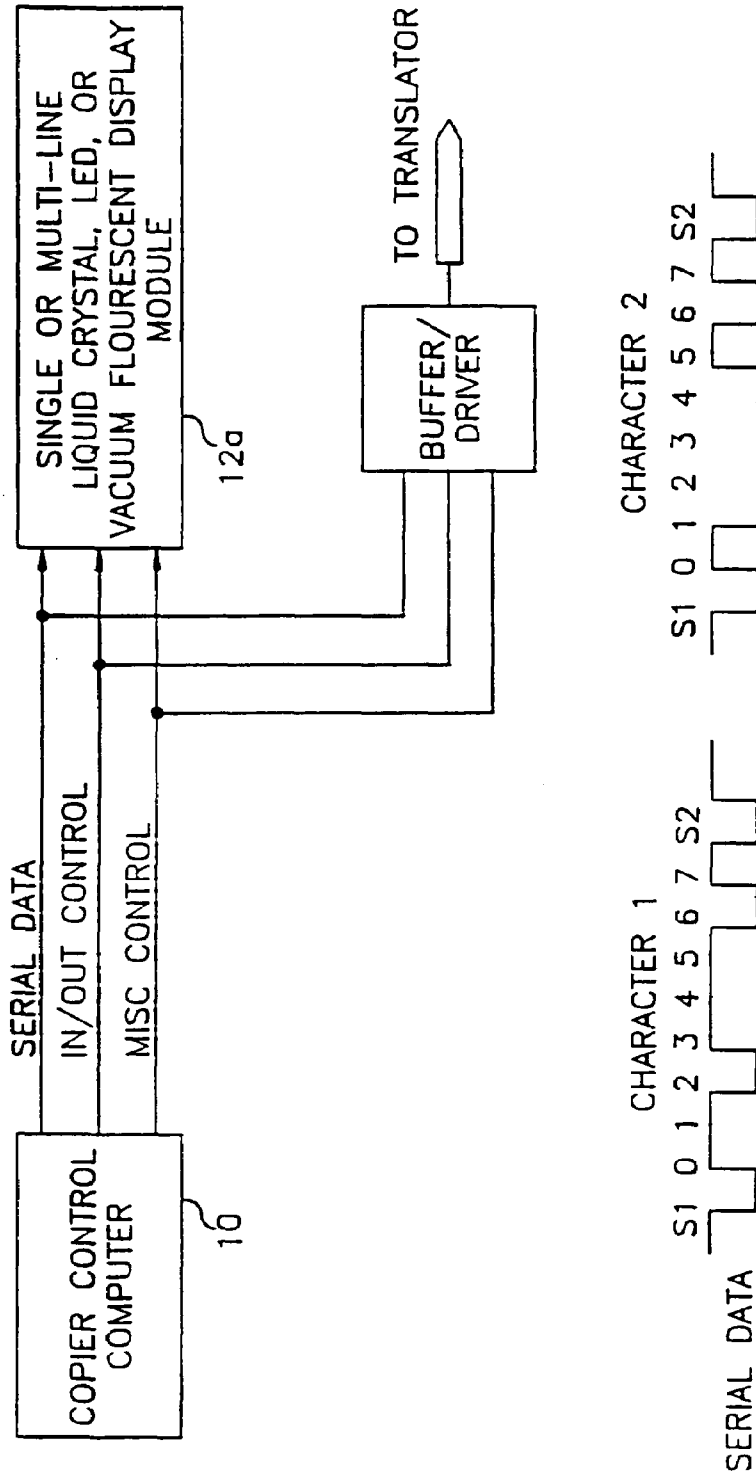 COPIER CONTROL
COMPUTER
10
SERIAL DATA
IN/OUT CONTROL
MISC CONTROL
SINGLE OR MULTI-LINE
LIQUID CRYSTAL, LED, OR
VACUUM FLOURESCENT DISPLAY
MODULE
12a
BUFFER/
DRIVER
TO TRANSLATOR
CHARACTER 1
S1 0 1 2 3 4 5 6 7 S2
CHARACTER 2
S1 0 1 2 3 4 5 6 7 S2
SERIAL DATA